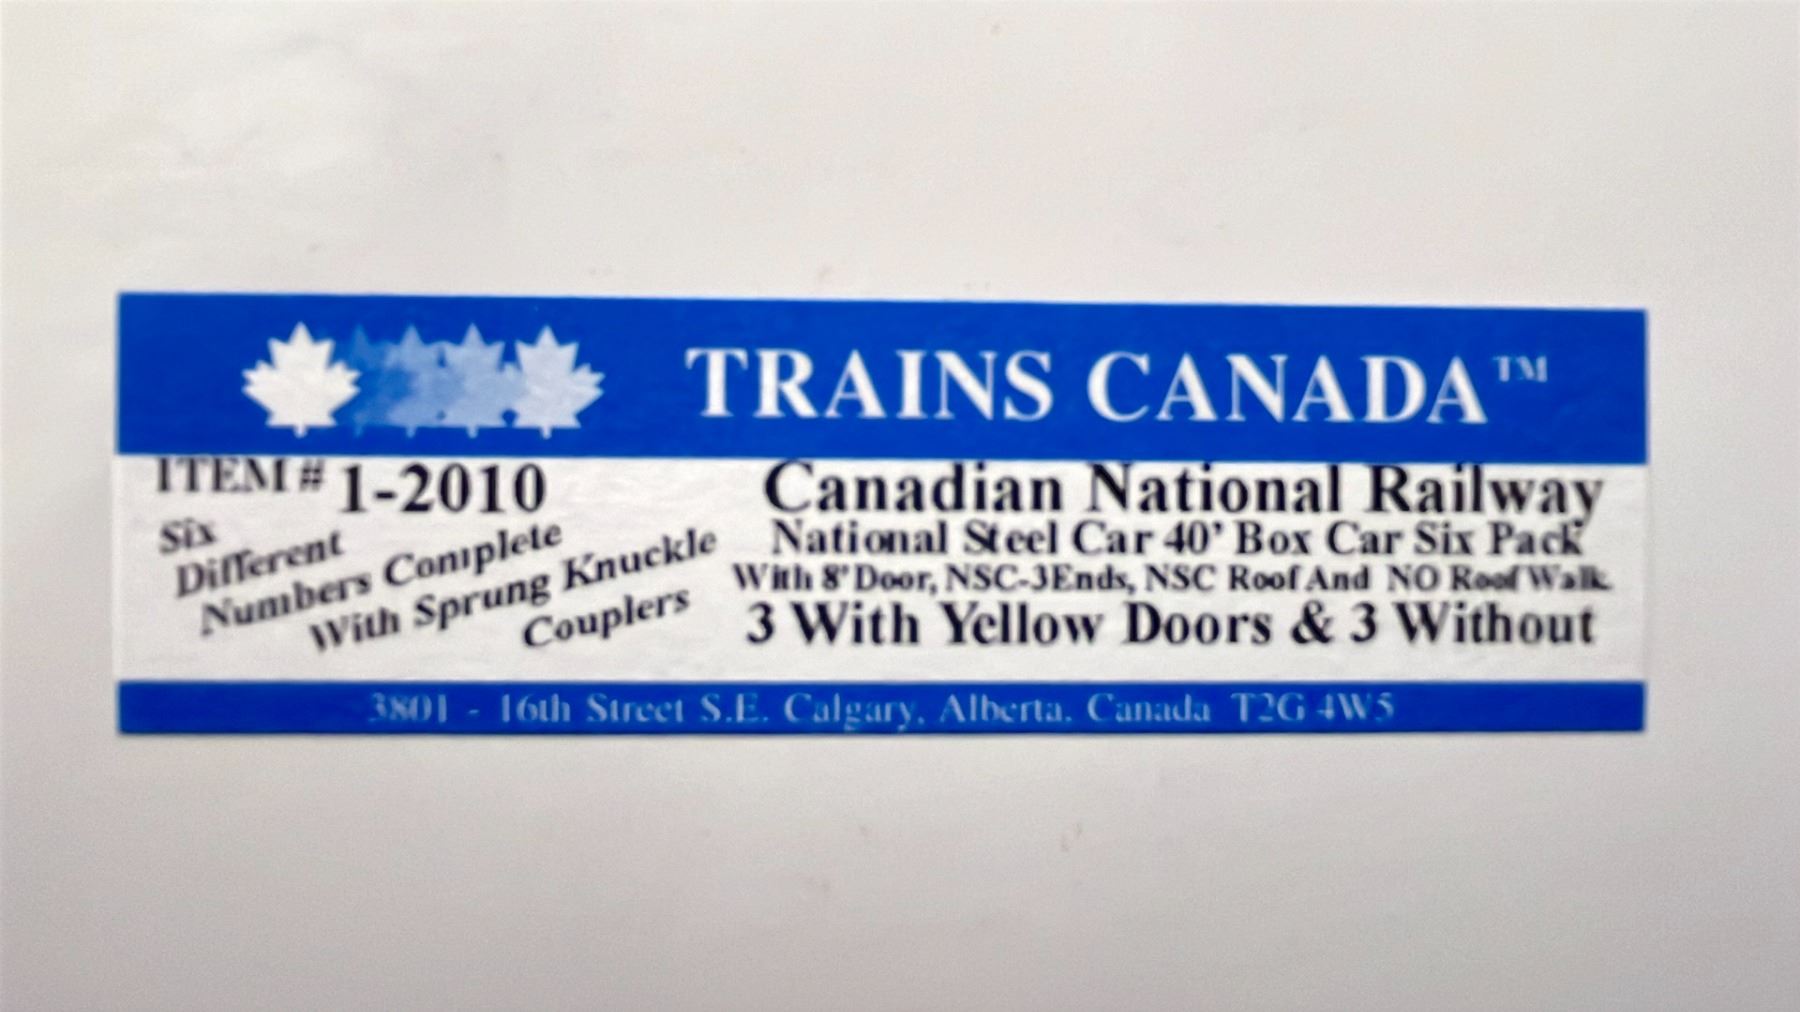 TRAINS CANADA™
ITEM # 1-2010
Six
Different
Numbers Complete
With Sprung Knuckle
Couplers
Canadian National Railway
National Steel Car 40' Box Car Six Pack
With 8' Door, NSC-3Ends, NSC Roof And NO Roof Walk
3 With Yellow Doors & 3 Without
3801 - 16th Street S.E. Calgary, Alberta, Canada T2G 4W5